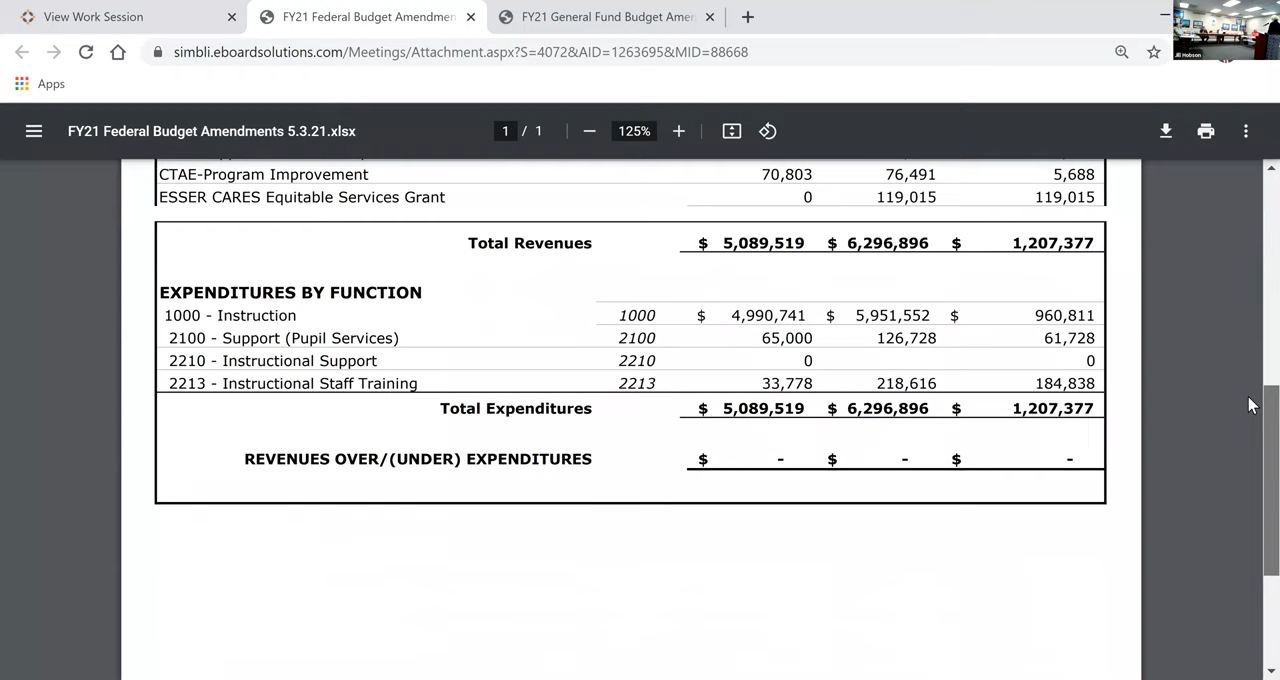 View Work Session
FY21 Federal Budget Amendmen
FY21 General Fund Budget Amer
simbli.eboardsolutions.com/Meetings/Attachment.aspx?S=4072&AID=1263695&MID=88668
Jill Hobson
Apps
FY21 Federal Budget Amendments 5.3.21.xlsx 1 / 1 125%
CTAE-Program Improvement 70,803 76,491 5,688
ESSER CARES Equitable Services Grant 0 119,015 119,015
Total Revenues $ 5,089,519 $ 6,296,896 $ 1,207,377
EXPENDITURES BY FUNCTION
1000 - Instruction 1000 $ 4,990,741 $ 5,951,552 $ 960,811
2100 - Support (Pupil Services) 2100 65,000 126,728 61,728
2210 - Instructional Support 2210 0 0
2213 - Instructional Staff Training 2213 33,778 218,616 184,838
Total Expenditures $ 5,089,519 $ 6,296,896 $ 1,207,377
REVENUES OVER/(UNDER) EXPENDITURES $ - $ - $ -